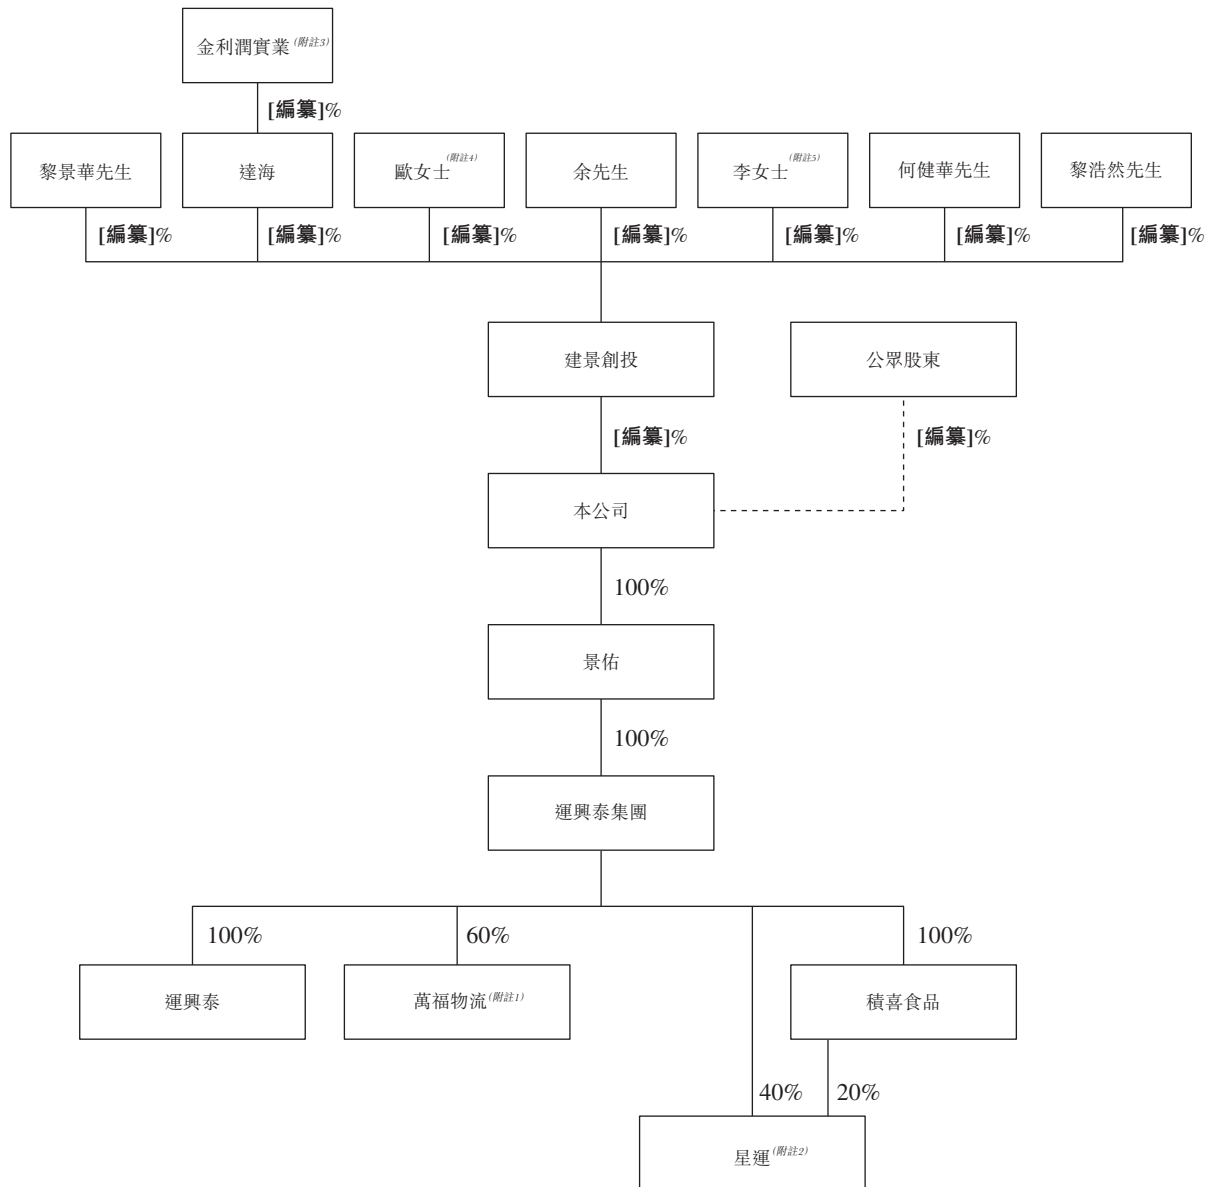 金利潤實業(附註3)
[編纂]%
黎景華先生 達海 歐女士(附註4) 余先生 李女士(附註5) 何健華先生 黎浩然先生
[編纂]% [編纂]% [編纂]% [編纂]% [編纂]% [編纂]% [編纂]%
建景創投 公眾股東
[編纂]% [編纂]%
本公司
100%
景佑
100%
運興泰集團
100% 60% 100%
運興泰 萬福物流(附註1) 積喜食品
40% 20%
星運(附註2)